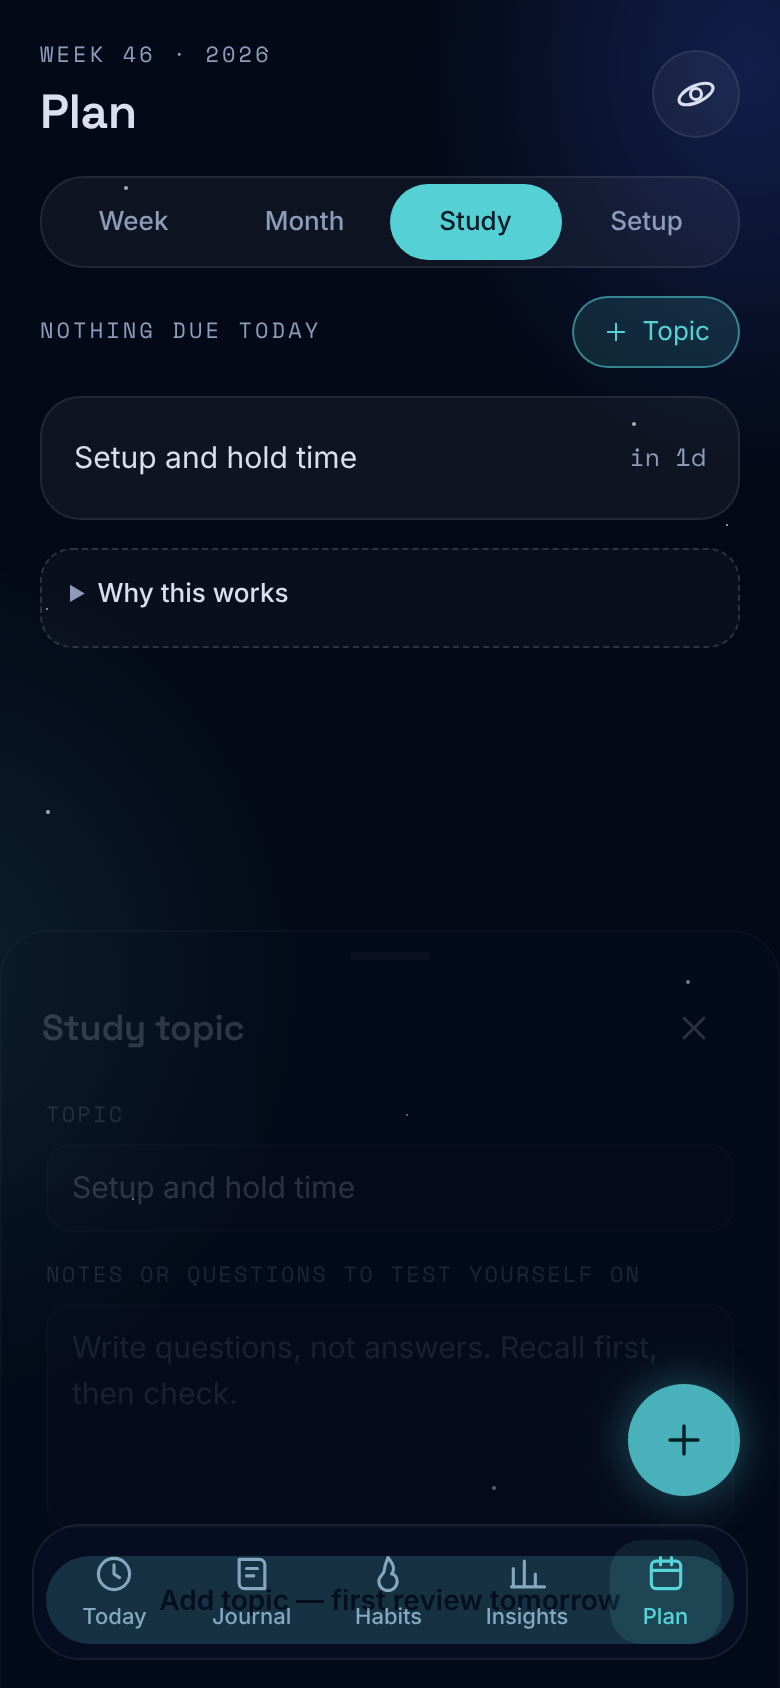 WEEK 46 · 2026
Plan
Week Month Study Setup
NOTHING DUE TODAY
+ Topic
Setup and hold time
in 1d
Why this works
Study topic
TOPIC
Setup and hold time
NOTES OR QUESTIONS TO TEST YOURSELF ON
Write questions, not answers. Recall first,
then check.
Add topic — first review tomorrow
Today Journal Habits Insights Plan